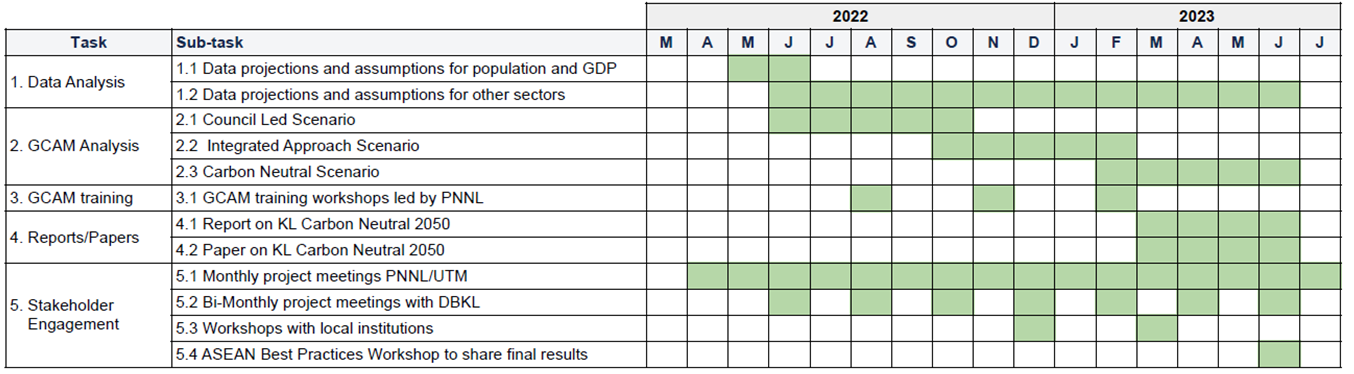 2022 2023
Task Sub-task M A M J J A S O N D J F M A M J J
1. Data Analysis
1.1 Data projections and assumptions for population and GDP
1.2 Data projections and assumptions for other sectors
2. GCAM Analysis
2.1 Council Led Scenario
2.2 Integrated Approach Scenario
2.3 Carbon Neutral Scenario
3. GCAM training
3.1 GCAM training workshops led by PNNL
4. Reports/Papers
4.1 Report on KL Carbon Neutral 2050
4.2 Paper on KL Carbon Neutral 2050
5. Stakeholder
Engagement
5.1 Monthly project meetings PNNL/UTM
5.2 Bi-Monthly project meetings with DBKL
5.3 Workshops with local institutions
5.4 ASEAN Best Practices Workshop to share final results